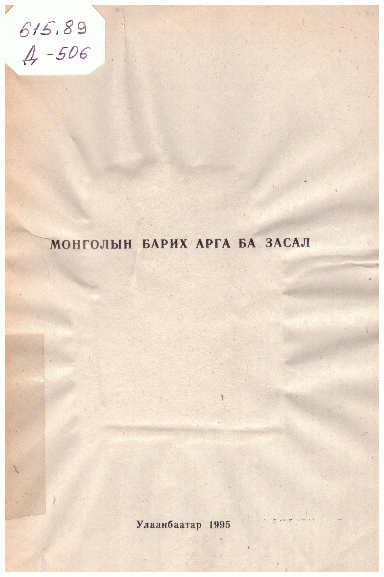 615.89
Д-506
МОНГОЛЫН БАРИХ АРГА БА ЗАСАЛ
Улаанбаатар 1995